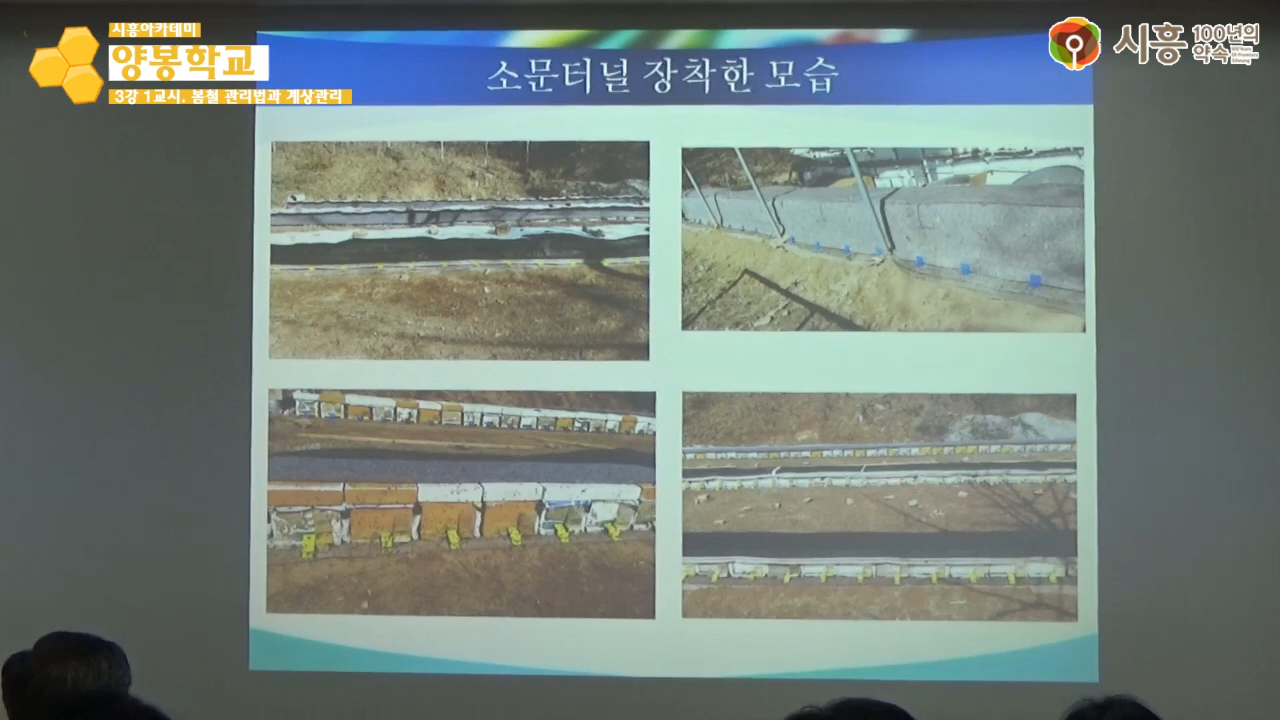 시흥아카데미
양봉학교
3강 1교시. 봄철 관리법과 계상관리
시흥
100년의
약속
소문터널 장착한 모습